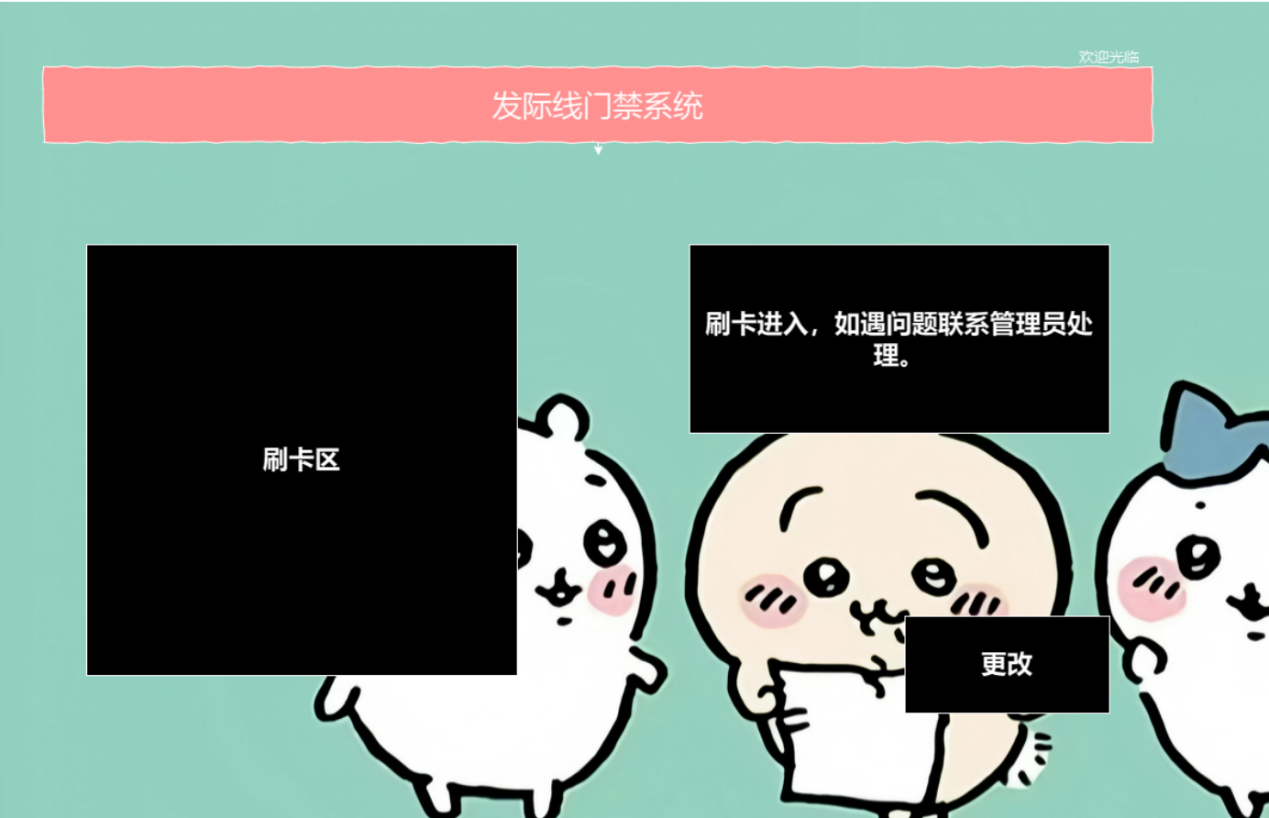 欢迎光临
发际线门禁系统
刷卡进入，如遇问题联系管理员处
理。
刷卡区
更改